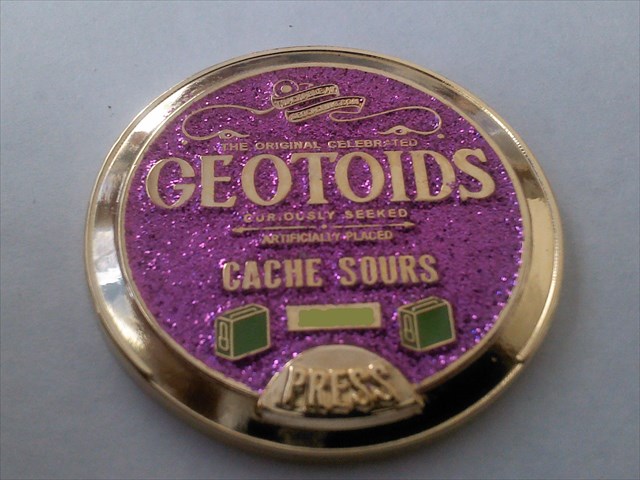 THE ORIGINAL CELEBRATED
GEOTOIDS
CURIOUSLY SEEKED
ARTIFICIALLY PLACED
CACHE SOURS
PRESS